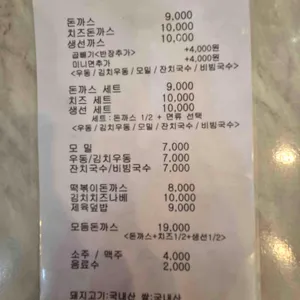 돈까스 9,000
치즈돈까스 10,000
생선까스 10,000
곱빼기<반장추가> +4,000원
미니면추가 +4,000원
<우동/김치우동/모밀/잔치국수/비빔국수>
돈까스 세트 9,000
치즈 세트 10,000
생선 세트 10,000
세트:돈까스 1/2 + 면류 선택
<우동/김치우동/모밀/잔치국수/비빔국수>
모 밀 7,000
우동/김치우동 7,000
잔치국수/비빔국수 7,000
떡볶이돈까스 8,000
김치치즈나베 10,000
제육덮밥 9,000
모듬돈까스 19,000
<돈까스+치즈1/2+생선1/2>
소주 / 맥주 4,000
음료수 2,000
돼지고기:국내산 쌀:국내산